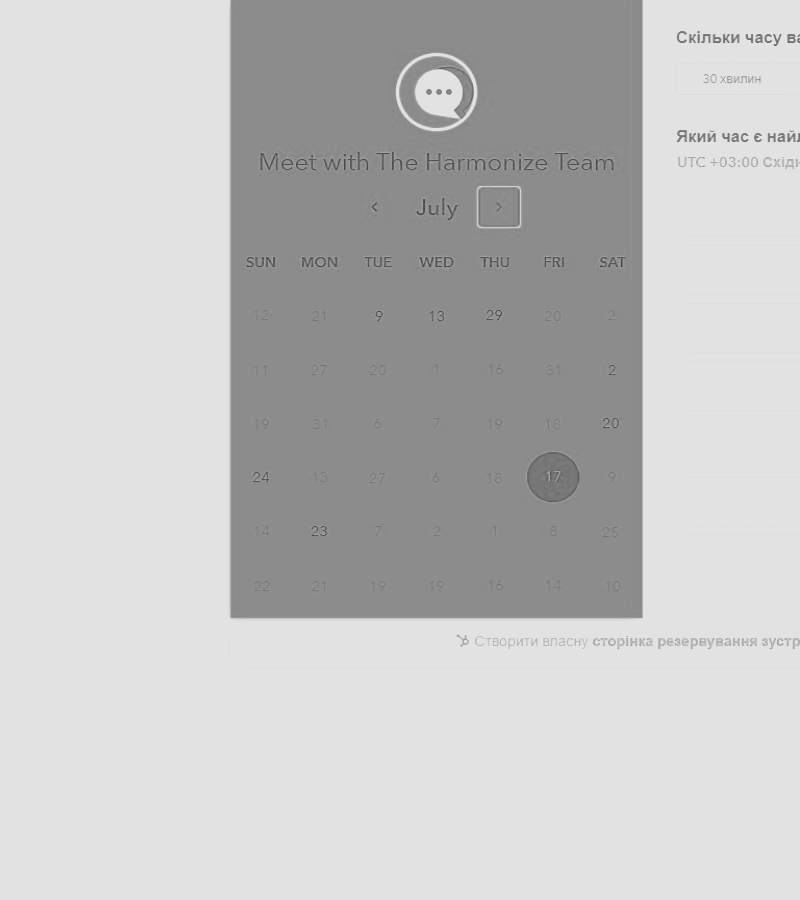 Скільки часу ва
30 хвилин
Meet with The Harmonize Team
Який час є найл
UTC +03:00 Східн
July
SUN MON TUE WED THU FRI SAT
12 21 9 13 29 20 2
11 27 20 1 16 31 2
19 31 6 7 19 18 20
24 13 27 6 18 17 9
14 23 7 2 1 8 25
22 21 19 19 16 14 10
Створити власну сторінка резервування зустр